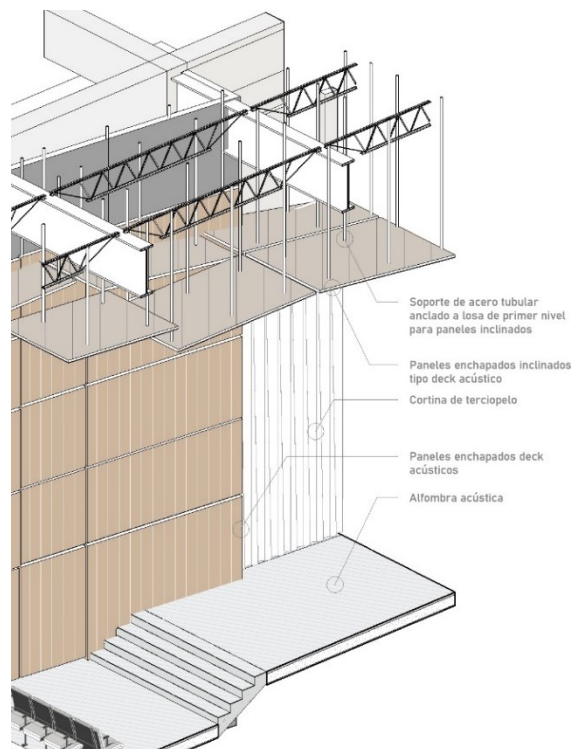 Soporte de acero tubular
anclado a losa de primer nivel
para paneles inclinados
Paneles enchapados inclinados
tipo deck acústico
Cortina de terciopelo
Paneles enchapados deck
acústicos
Alfombra acústica